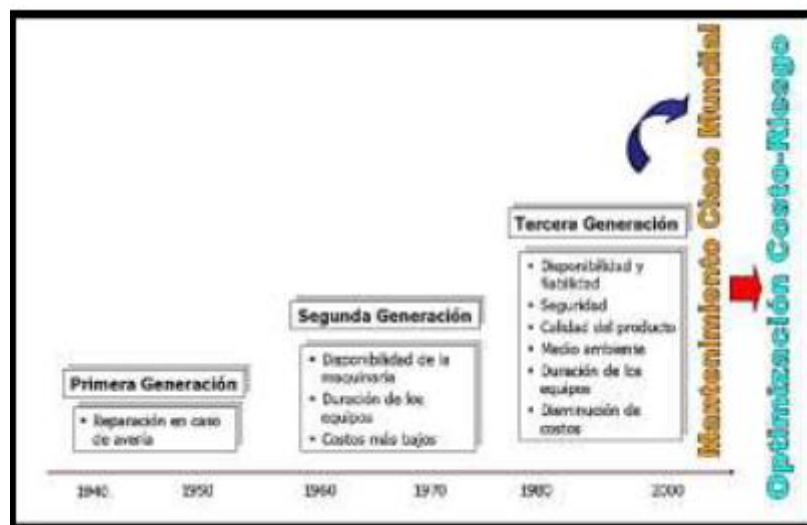 Primera Generación
• Reparación en caso
de avería
Segunda Generación
• Disponibilidad de la
maquinaria
• Duración de los
equipos
• Costos más bajos
Tercera Generación
• Disponibilidad y
fiabilidad
• Seguridad
• Calidad del producto
• Medio ambiente
• Duración de los
equipos
• Disminución de
costos
Mantenimiento Clase Mundial
Optimización Costo-Riesgo
1940 1950 1960 1970 1980 2000